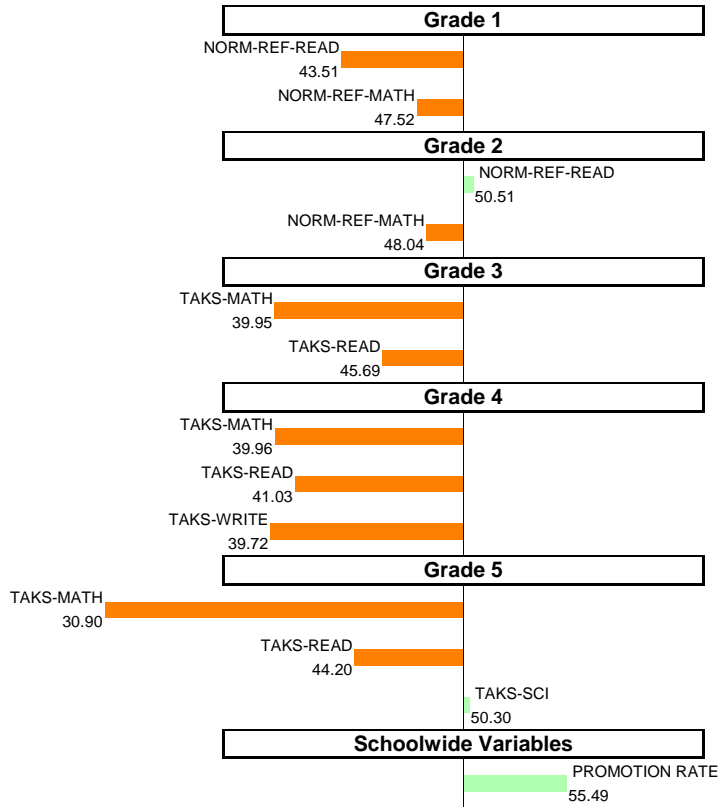 Grade 1
NORM-REF-READ
43.51
NORM-REF-MATH
47.52
Grade 2
NORM-REF-READ
50.51
NORM-REF-MATH
48.04
Grade 3
TAKS-MATH
39.95
TAKS-READ
45.69
Grade 4
TAKS-MATH
39.96
TAKS-READ
41.03
TAKS-WRITE
39.72
Grade 5
TAKS-MATH
30.90
TAKS-READ
44.20
TAKS-SCI
50.30
Schoolwide Variables
PROMOTION RATE
55.49